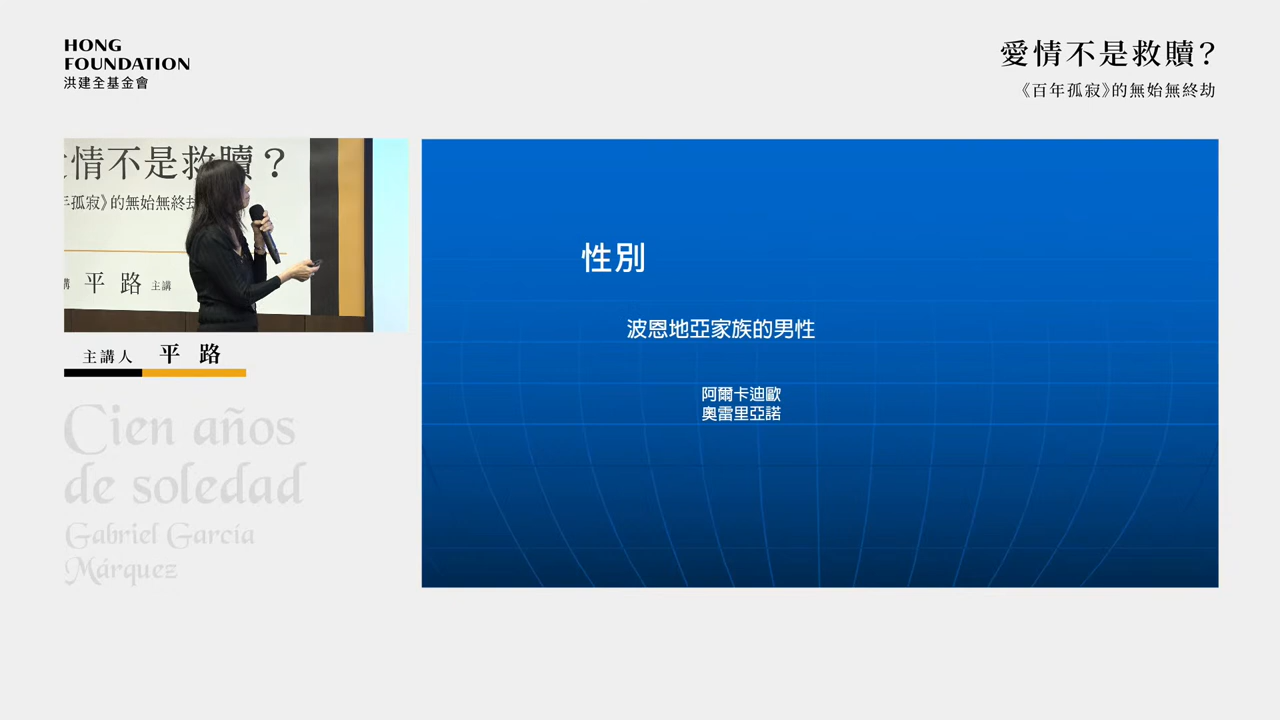 HONG
FOUNDATION
洪建全基金會
愛情不是救贖？
《百年孤寂》的無始無終劫
情不是救贖？
孤寂》的無始無終劫
平 路 主講
主講人 平 路
Cien años
de soledad
Gabriel García
Márquez
性別
波恩地亞家族的男性
阿爾卡迪歐
奧雷里亞諾